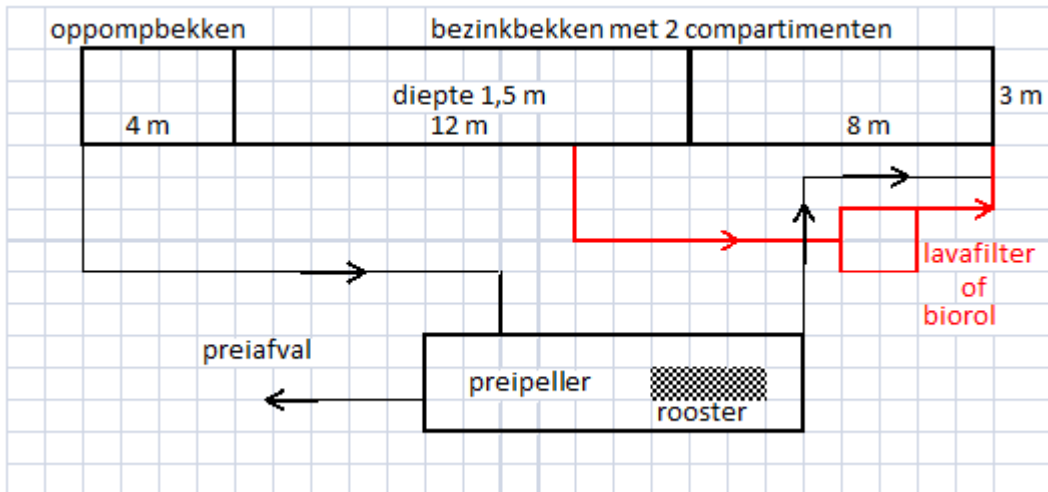 oppompbekken
bezinkbekken met 2 compartimenten
diepte 1,5 m
3 m
4 m
12 m
8 m
lavafilter
of
biorol
preiafval
preipeller
rooster